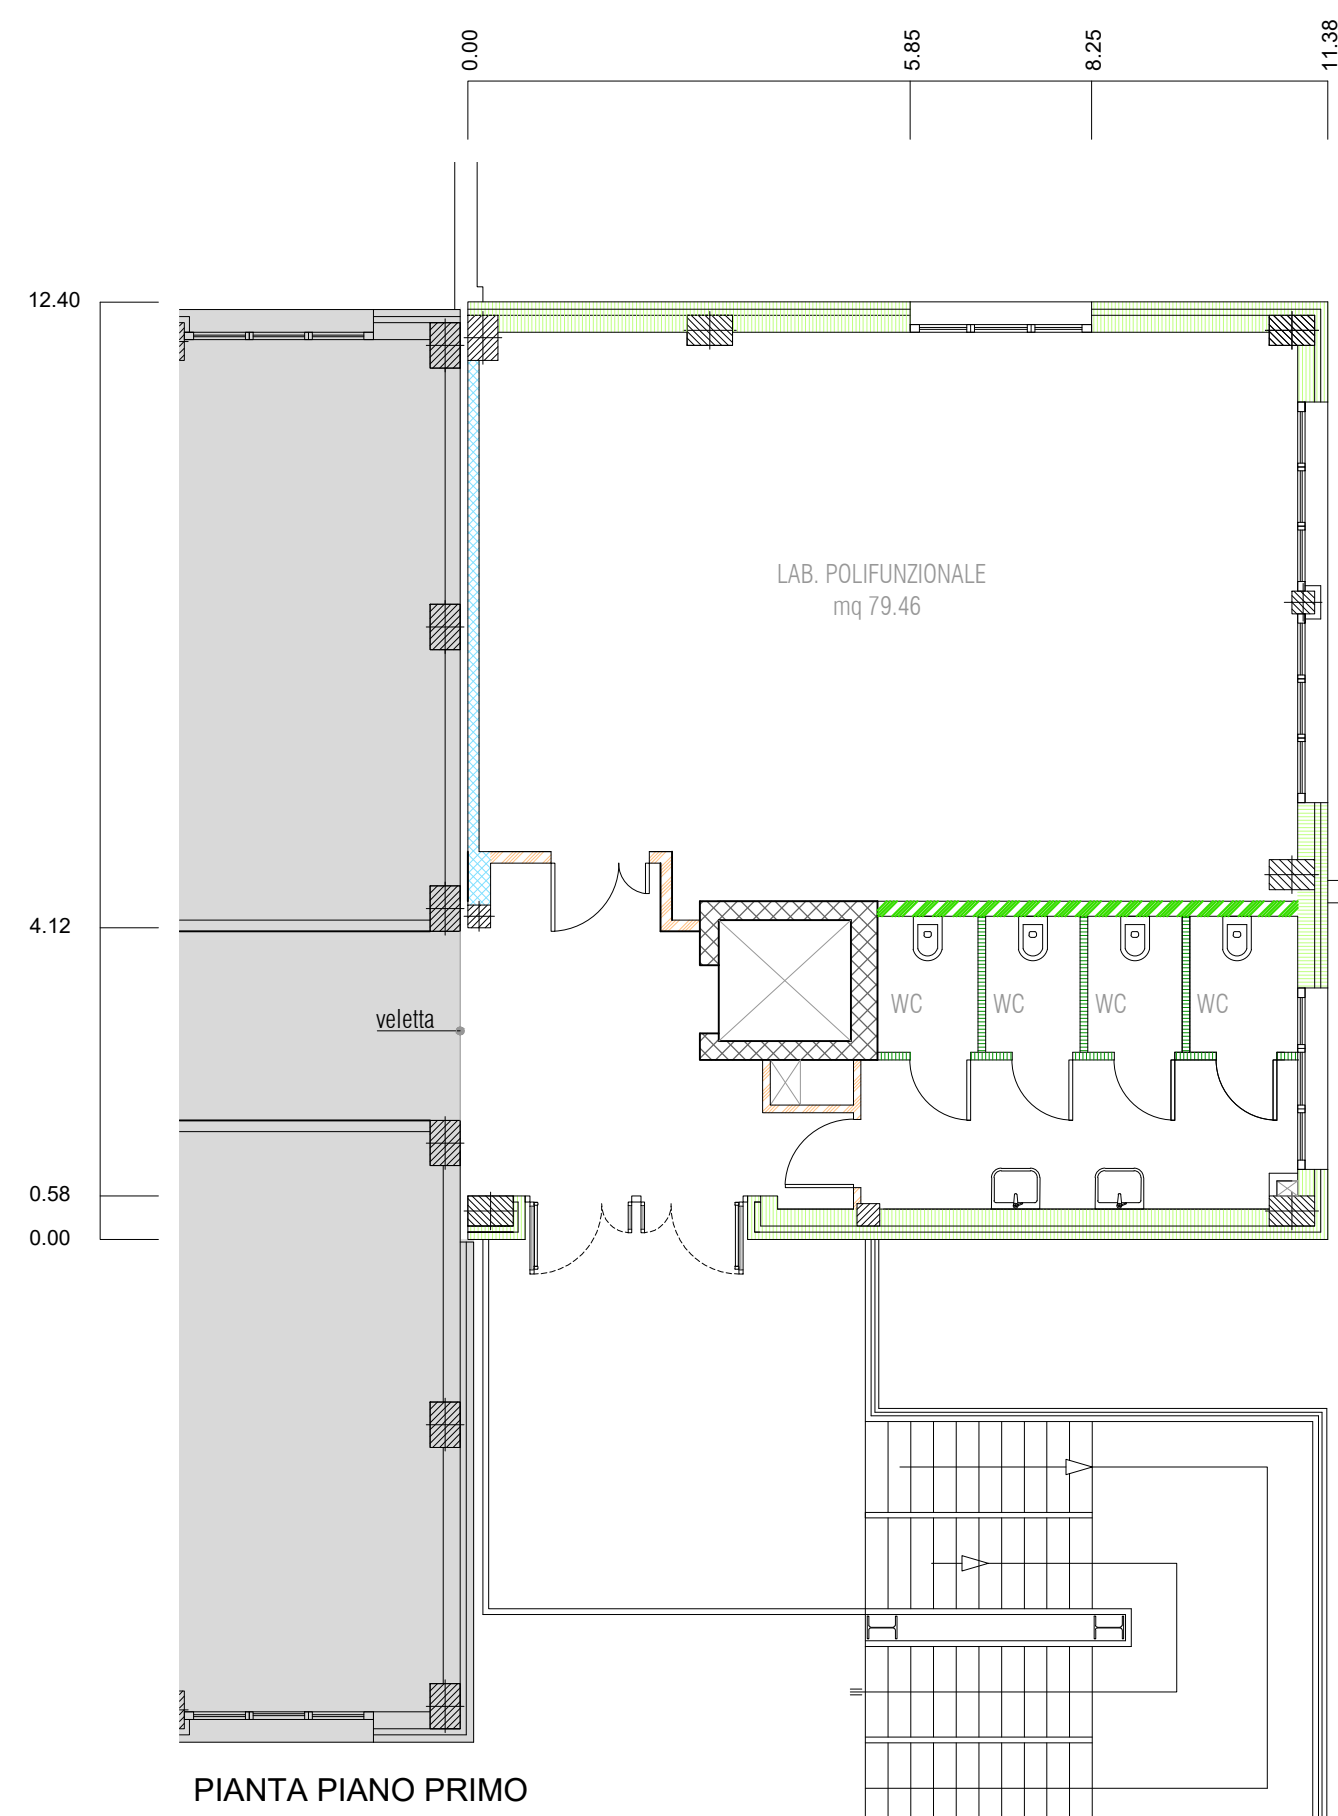 0.00
5.85
8.25
11.38
12.40
LAB. POLIFUNZIONALE
mq 79.46
4.12
WC
WC
WC
WC
veletta
0.58
0.00
PIANTA PIANO PRIMO